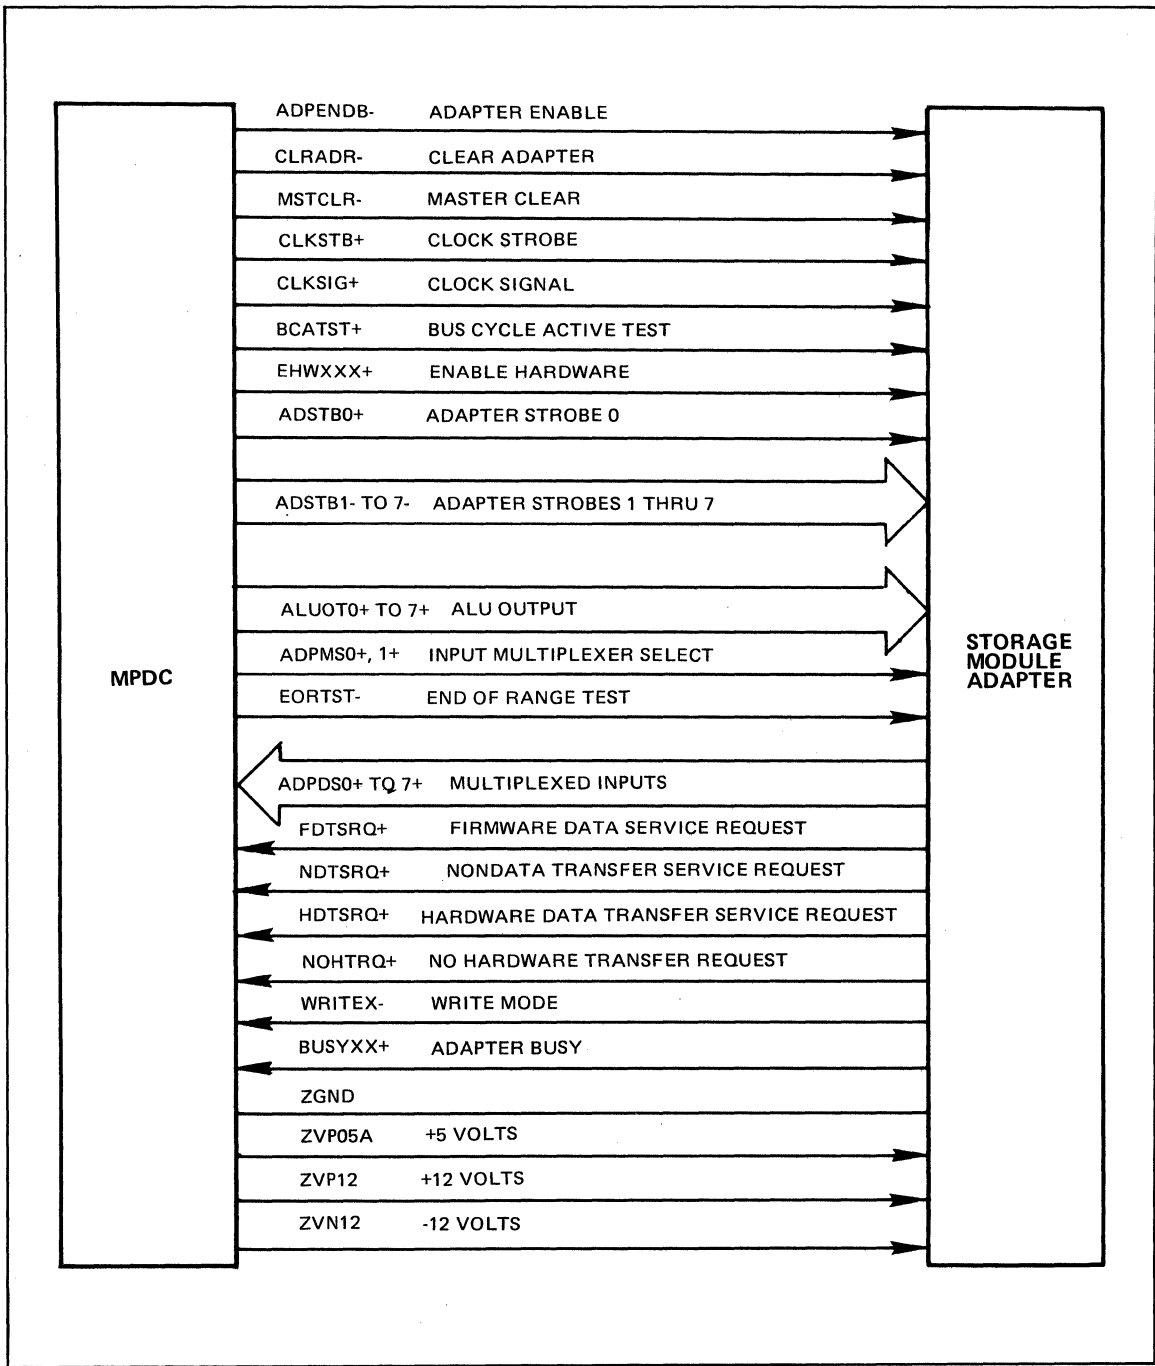 ADPENDB- ADAPTER ENABLE
CLRADR- CLEAR ADAPTER
MSTCLR- MASTER CLEAR
CLKSTB+ CLOCK STROBE
CLKSIG+ CLOCK SIGNAL
BCATST+ BUS CYCLE ACTIVE TEST
EHWXXX+ ENABLE HARDWARE
ADSTB0+ ADAPTER STROBE 0
ADSTB1- TO 7- ADAPTER STROBES 1 THRU 7
ALUOT0+ TO 7+ ALU OUTPUT
ADPMS0+, 1+ INPUT MULTIPLEXER SELECT
EORTST- END OF RANGE TEST
MPDC
STORAGE
MODULE
ADAPTER
ADPDS0+ TO 7+ MULTIPLEXED INPUTS
FDTSRQ+ FIRMWARE DATA SERVICE REQUEST
NDTSRQ+ NONDATA TRANSFER SERVICE REQUEST
HDTSRQ+ HARDWARE DATA TRANSFER SERVICE REQUEST
NOHTRQ+ NO HARDWARE TRANSFER REQUEST
WRITEX- WRITE MODE
BUSYXX+ ADAPTER BUSY
ZGND
ZVP05A +5 VOLTS
ZVP12 +12 VOLTS
ZVN12 -12 VOLTS